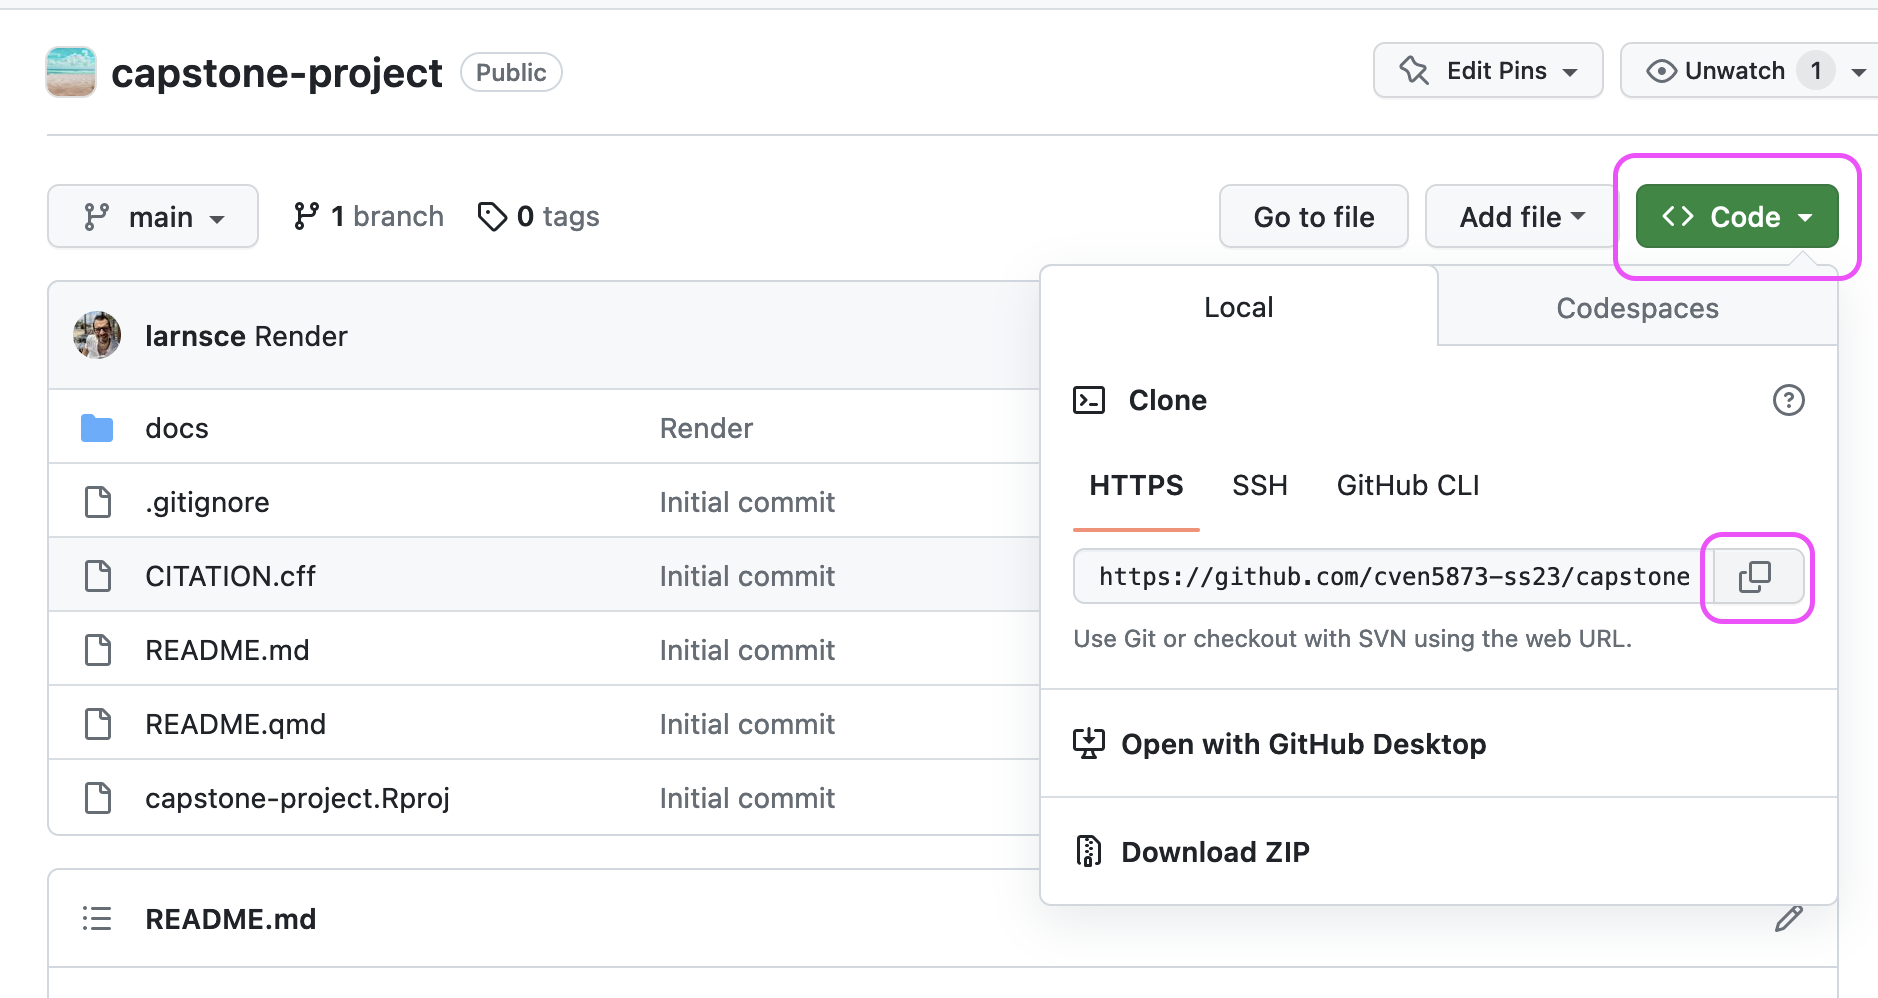 capstone-project Public Edit Pins Unwatch 1
main 1 branch 0 tags Go to file Add file <> Code
Local Codespaces
larnsce Render
Clone
docs Render
HTTPS SSH GitHub CLI
.gitignore Initial commit
https://github.com/cven5873-ss23/capstone
CITATION.cff Initial commit
Use Git or checkout with SVN using the web URL.
README.md Initial commit
README.qmd Initial commit
Open with GitHub Desktop
capstone-project.Rproj Initial commit
Download ZIP
README.md